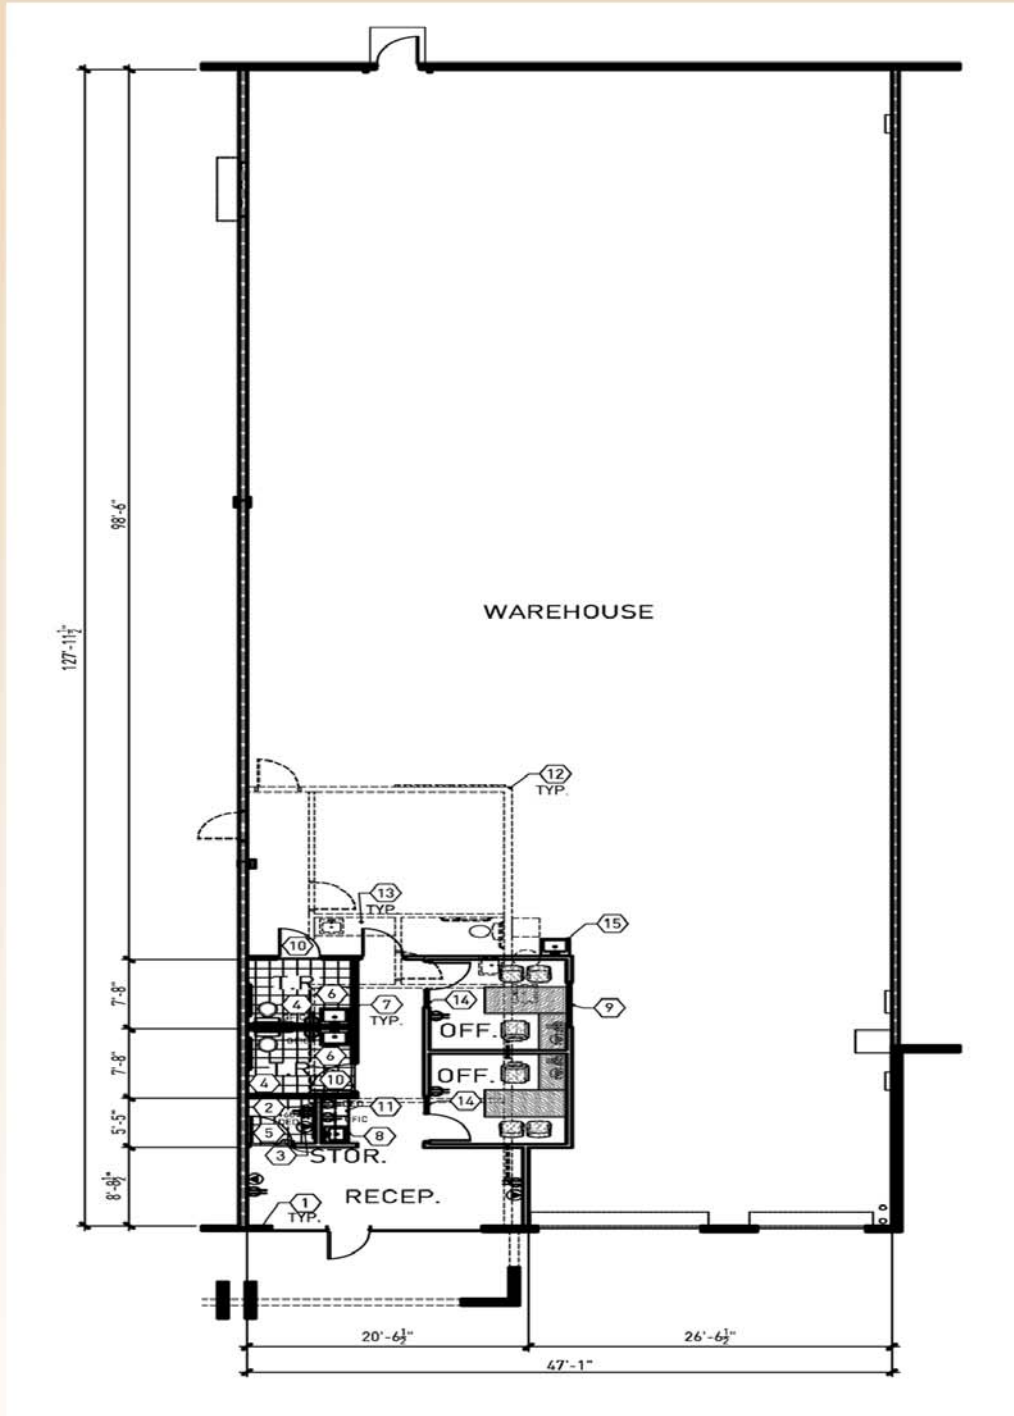 98'-6"
WAREHOUSE
127'-11½"
12
TYP.
13
TYP.
15
10
T.R.
6
4
7
TYP.
14
9
OFF.
7'-8"
6
OFF.
7'-8"
4
10
14
2
11
5
8
5'-5"
3
STOR.
8'-8½"
RECEP.
1
TYP.
20'-6½"
26'-6½"
47'-1"